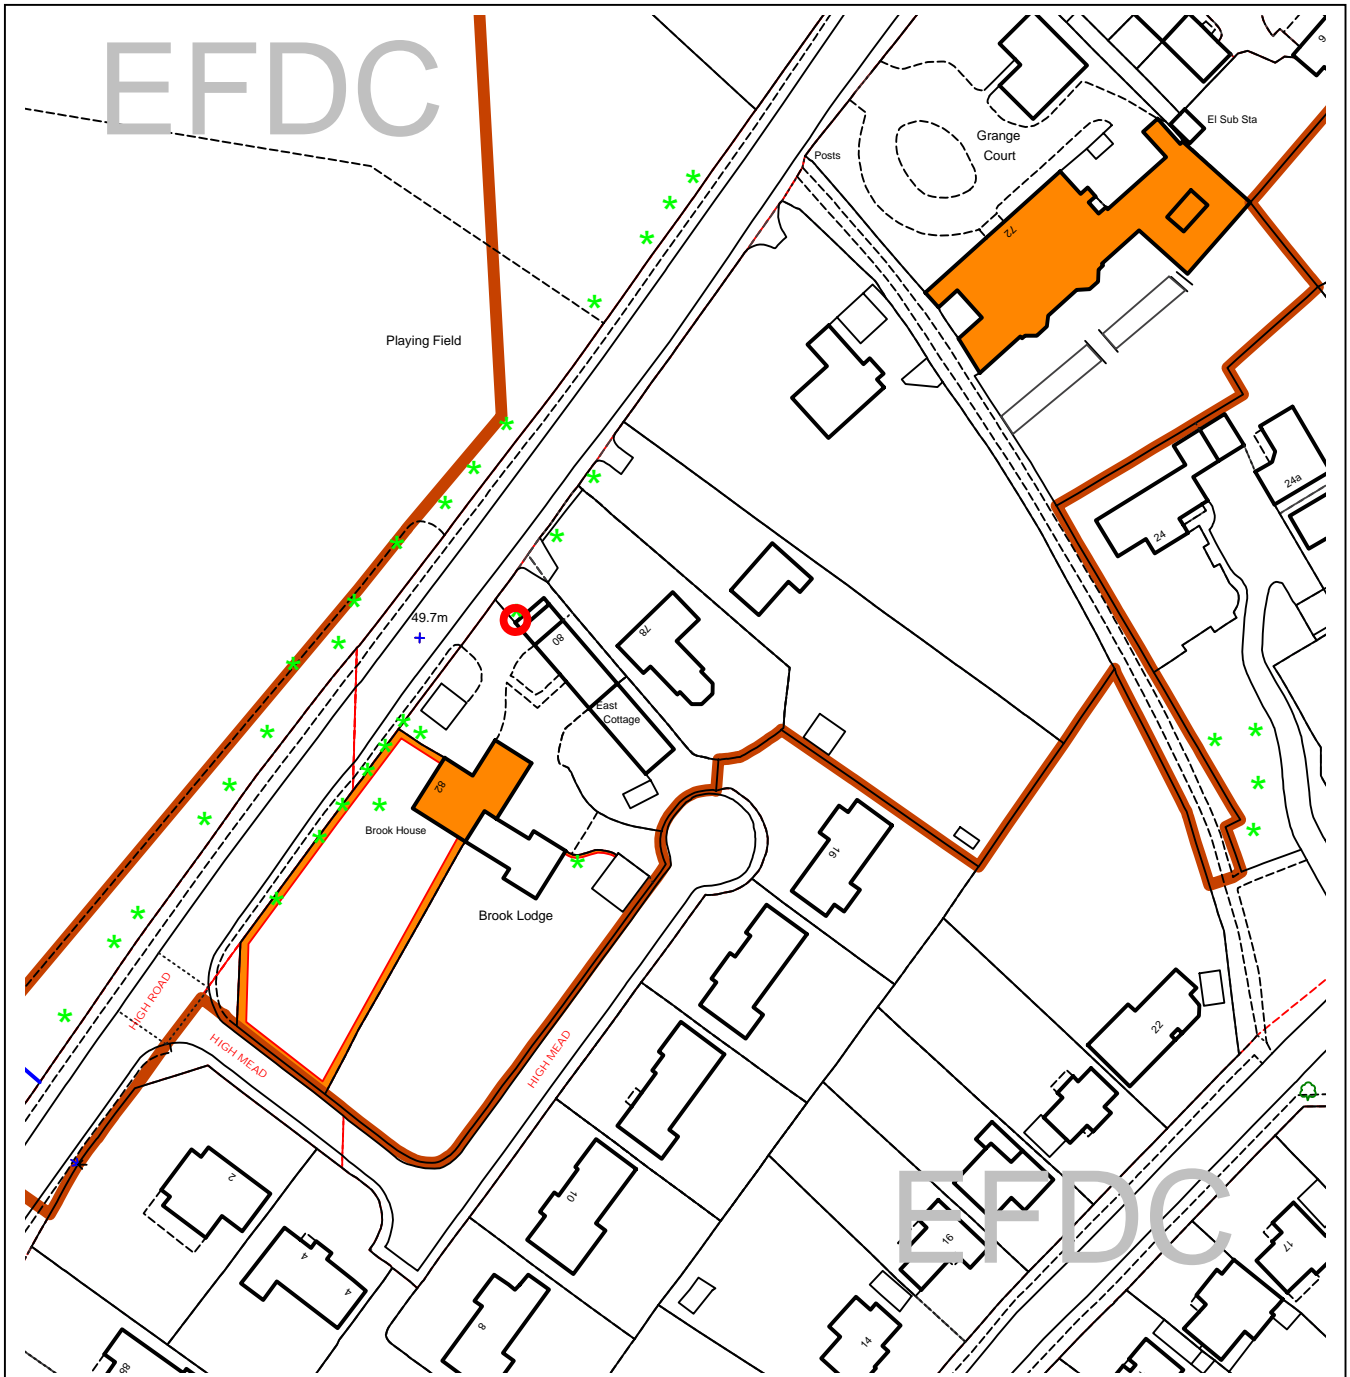 EFDC
El Sub Sta
Grange
Court
Posts
72
Playing Field
24a
24
49.7m
78
80
East
Cottage
82
Brook House
16
Brook Lodge
HIGH ROAD
HIGH MEAD
HIGH MEAD
22
2
10
EFDC
16
17
4
4
8
14
8b